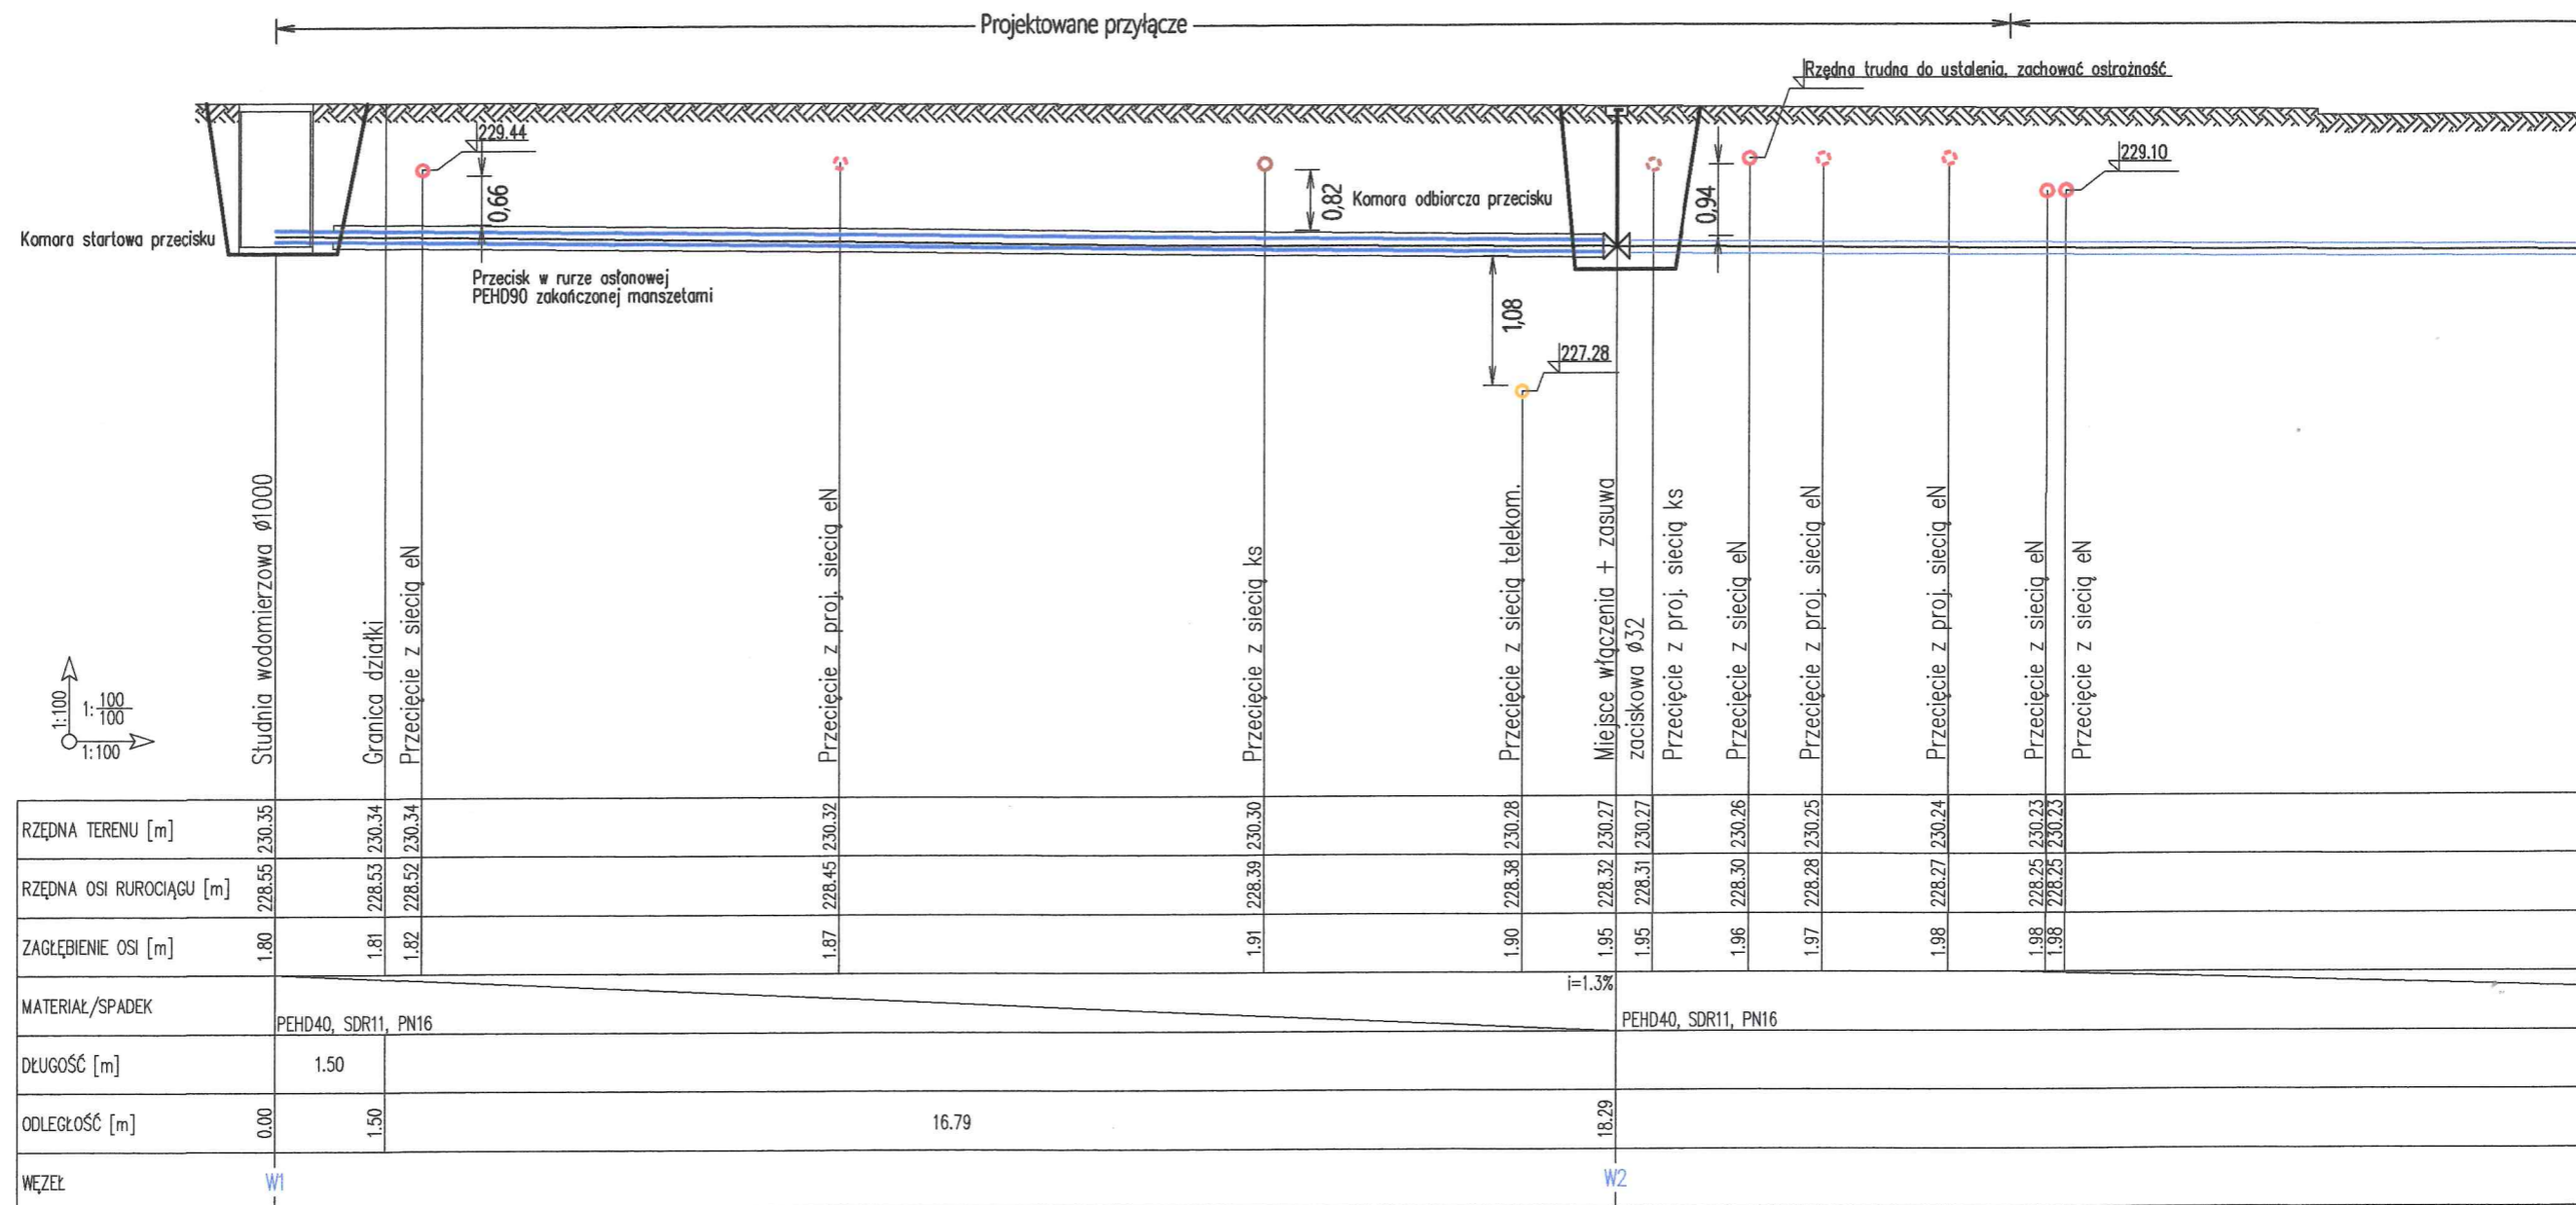 Projektowane przyłącze
Rzędna trudna do ustalenia, zachować ostrożność
229.44
229.10
0,66
0,82
Komora odbiorcza przecisku
0,94
Komora startowa przecisku
Przecisk w rurze osłonowej
PEHD90 zakończonej manszetami
1,08
227.28
Studnia wodomierzowa ø1000
Granica działki
Przecięcie z siecią eN
Przecięcie z proj. siecią eN
Przecięcie z siecią ks
Przecięcie z siecią telekom.
Miejsce włączenia + zasuwa
zaciskowa ø32
Przecięcie z proj. siecią ks
Przecięcie z siecią eN
Przecięcie z proj. siecią eN
Przecięcie z proj. siecią eN
Przecięcie z siecią eN
Przecięcie z siecią eN
1:100
1:100/100
1:100
RZĘDNA TERENU [m] 230.35 230.34 230.34 230.32 230.30 230.28 230.27 230.27 230.26 230.25 230.24 230.23 230.23
RZĘDNA OSI RUROCIĄGU [m] 228.55 228.53 228.52 228.45 228.39 228.38 228.32 228.31 228.30 228.28 228.27 228.25 228.25
ZAGŁĘBIENIE OSI [m] 1.80 1.81 1.82 1.87 1.91 1.90 1.95 1.95 1.96 1.97 1.98 1.98 1.98
i=1.3%
MATERIAŁ/SPADEK
PEHD40, SDR11, PN16 PEHD40, SDR11, PN16
DŁUGOŚĆ [m] 1.50
ODLEGŁOŚĆ [m] 0.00 1.50 16.79 18.29
WĘZEŁ W1 W2